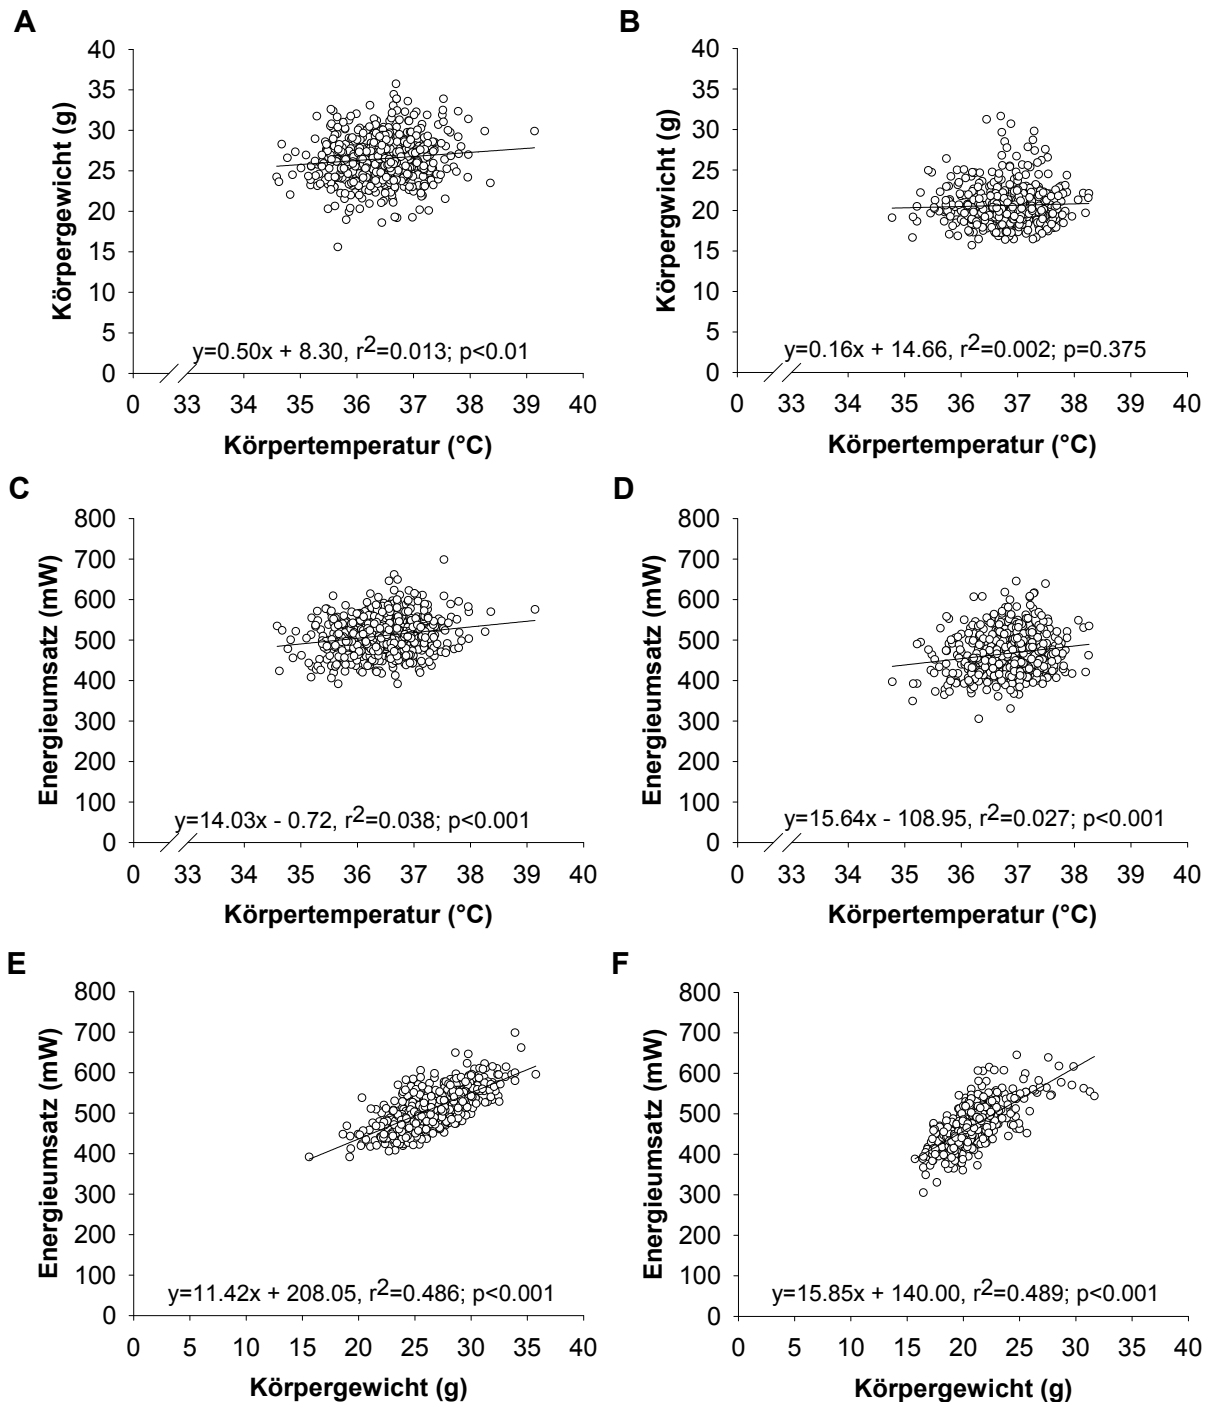 A
40
35
30
25
20
15
10
5
0
Körpergewicht (g)
y=0.50x + 8.30, r2=0.013; p<0.01
0 33 34 35 36 37 38 39 40
Körpertemperatur (°C)
B
40
35
30
25
20
15
10
5
0
Körpergwicht (g)
y=0.16x + 14.66, r2=0.002; p=0.375
0 33 34 35 36 37 38 39 40
Körpertemperatur (°C)
C
800
700
600
500
400
300
200
100
0
Energieumsatz (mW)
y=14.03x - 0.72, r2=0.038; p<0.001
0 33 34 35 36 37 38 39 40
Körpertemperatur (°C)
D
800
700
600
500
400
300
200
100
0
Energieumsatz (mW)
y=15.64x - 108.95, r2=0.027; p<0.001
0 33 34 35 36 37 38 39 40
Körpertemperatur (°C)
E
800
700
600
500
400
300
200
100
0
Energieumsatz (mW)
y=11.42x + 208.05, r2=0.486; p<0.001
0 5 10 15 20 25 30 35 40
Körpergewicht (g)
F
800
700
600
500
400
300
200
100
0
Energieumsatz (mW)
y=15.85x + 140.00, r2=0.489; p<0.001
0 5 10 15 20 25 30 35 40
Körpergewicht (g)